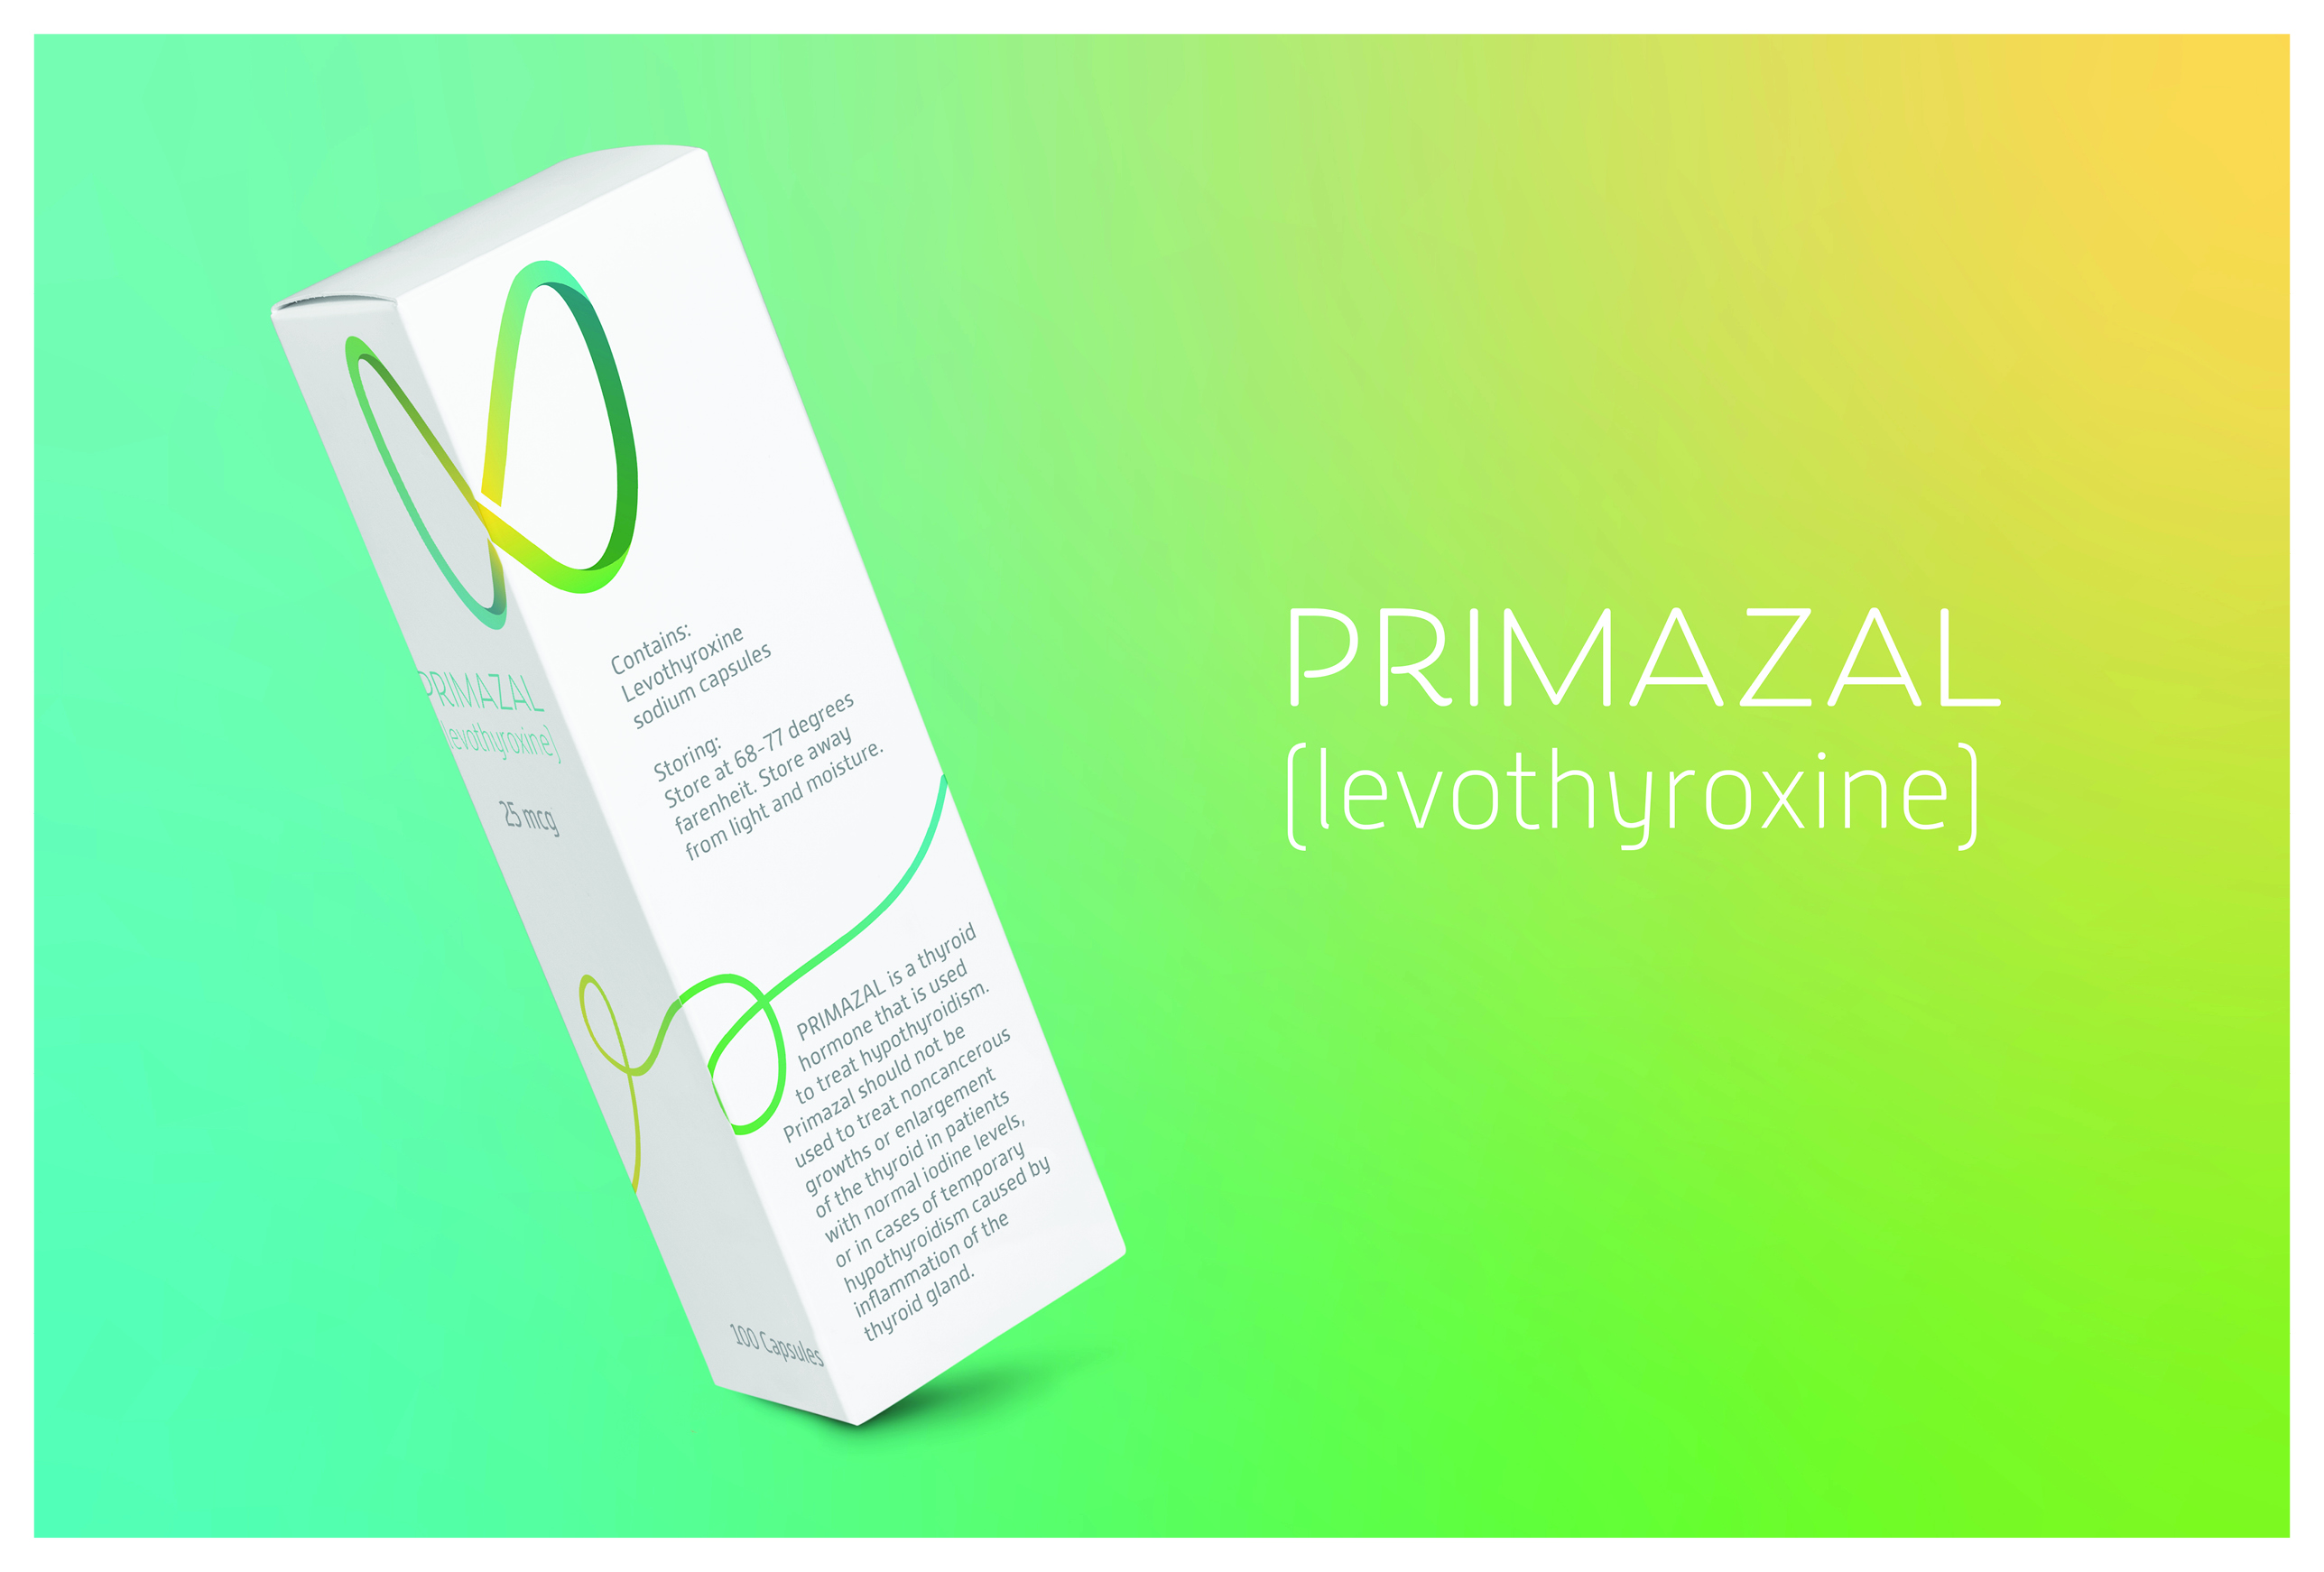 PRIMAZAL
(levothyroxine)
25 mcg
100 Capsules
Contains:
Levothyroxine
sodium capsules
Storing:
Store at 68-77 degrees
farenheit. Store away
from light and moisture.
PRIMAZAL is a thyroid
hormone that is used
to treat hypothyroidism.
Primazal should not be
used to treat noncancerous
growths or enlargement
of the thyroid in patients
with normal iodine levels,
or in cases of temporary
hypothyroidism caused by
inflammation of the
thyroid gland.
PRIMAZAL
(levothyroxine)